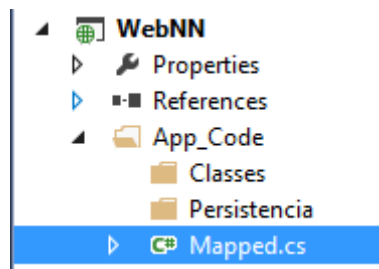 WebNN
Properties
References
App_Code
Classes
Persistencia
C# Mapped.cs